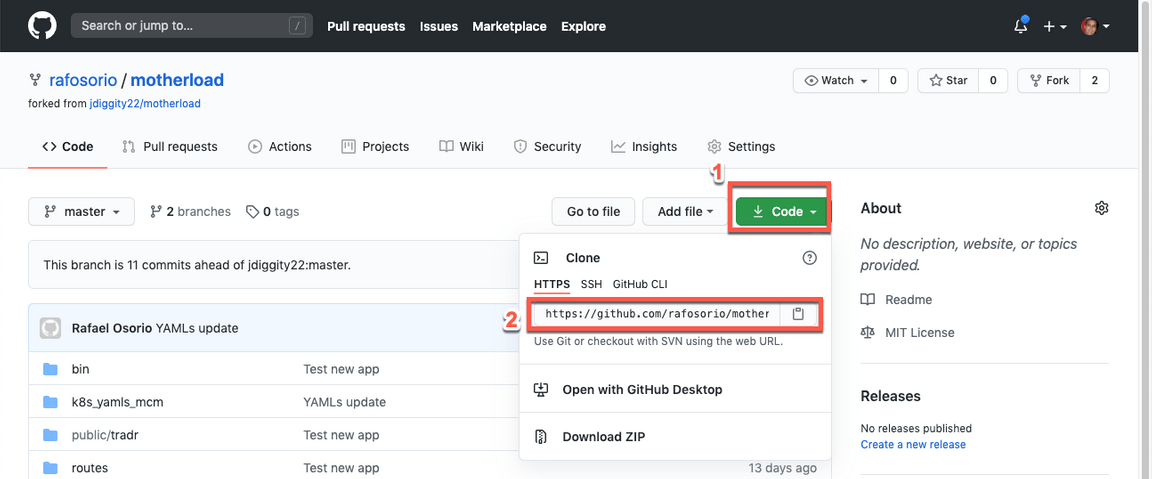 Search or jump to... /
Pull requests Issues Marketplace Explore
rafosorio / motherload
Watch 0 Star 0 Fork 2
forked from jdiggity22/motherload
Code Pull requests Actions Projects Wiki Security Insights Settings
1
master 2 branches 0 tags Go to file Add file Code
About
No description, website, or topics
provided.
Readme
MIT License
Releases
No releases published
Create a new release
This branch is 11 commits ahead of jdiggity22:master.
Clone
HTTPS SSH GitHub CLI
2
https://github.com/rafosorio/mother
Use Git or checkout with SVN using the web URL.
Open with GitHub Desktop
Download ZIP
Rafael Osorio YAMLs update
bin Test new app
k8s_yamls_mcm YAMLs update
public/tradr Test new app
routes Test new app 13 days ago